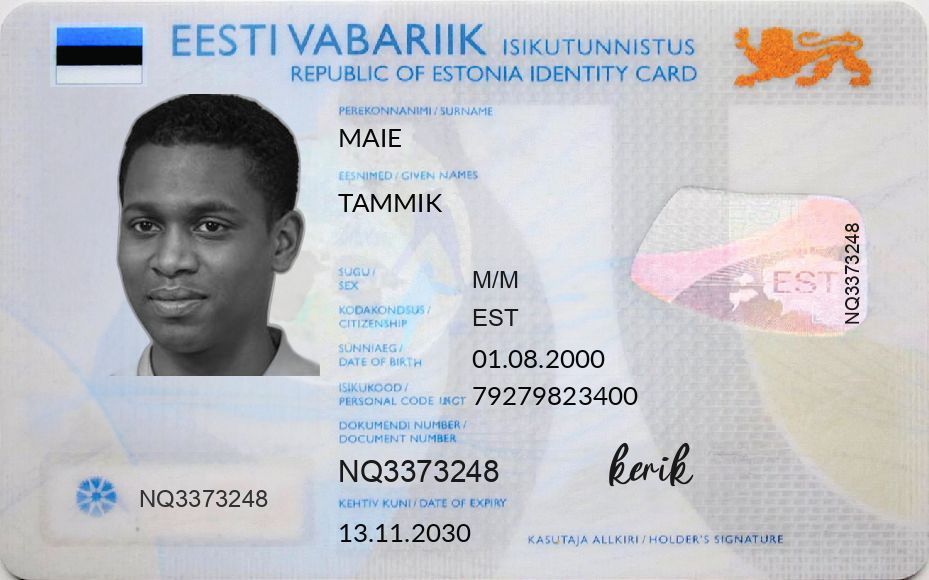 EESTI VABARIIK ISIKUTUNNISTUS
REPUBLIC OF ESTONIA IDENTITY CARD
PEREKONNANIMI / SURNAME
MAIE
EESNIMED / GIVEN NAMES
TAMMIK
SUGU /
SEX
M/M
KODAKONDSUS /
CITIZENSHIP
EST
SÜNNIAEG /
DATE OF BIRTH
01.08.2000
ISIKUKOOD /
PERSONAL CODE
79279823400
DOKUMENDI NUMBER /
DOCUMENT NUMBER
NQ3373248
KEHTIV KUNI / DATE OF EXPIRY
13.11.2030
NQ3373248
EST
NQ3373248
kerik
KASUTAJA ALLKIRI / HOLDER'S SIGNATURE